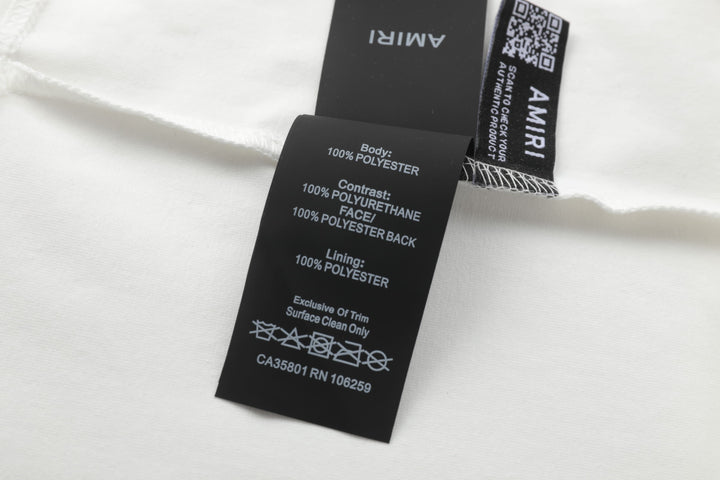 AMIRI
SCAN TO CHECK YOUR
AUTHENTIC PRODUCT
AMIRI
Body:
100% POLYESTER
Contrast:
100% POLYURETHANE
FACE/
100% POLYESTER BACK
Lining:
100% POLYESTER
Exclusive Of Trim
Surface Clean Only
CA35801 RN 106259